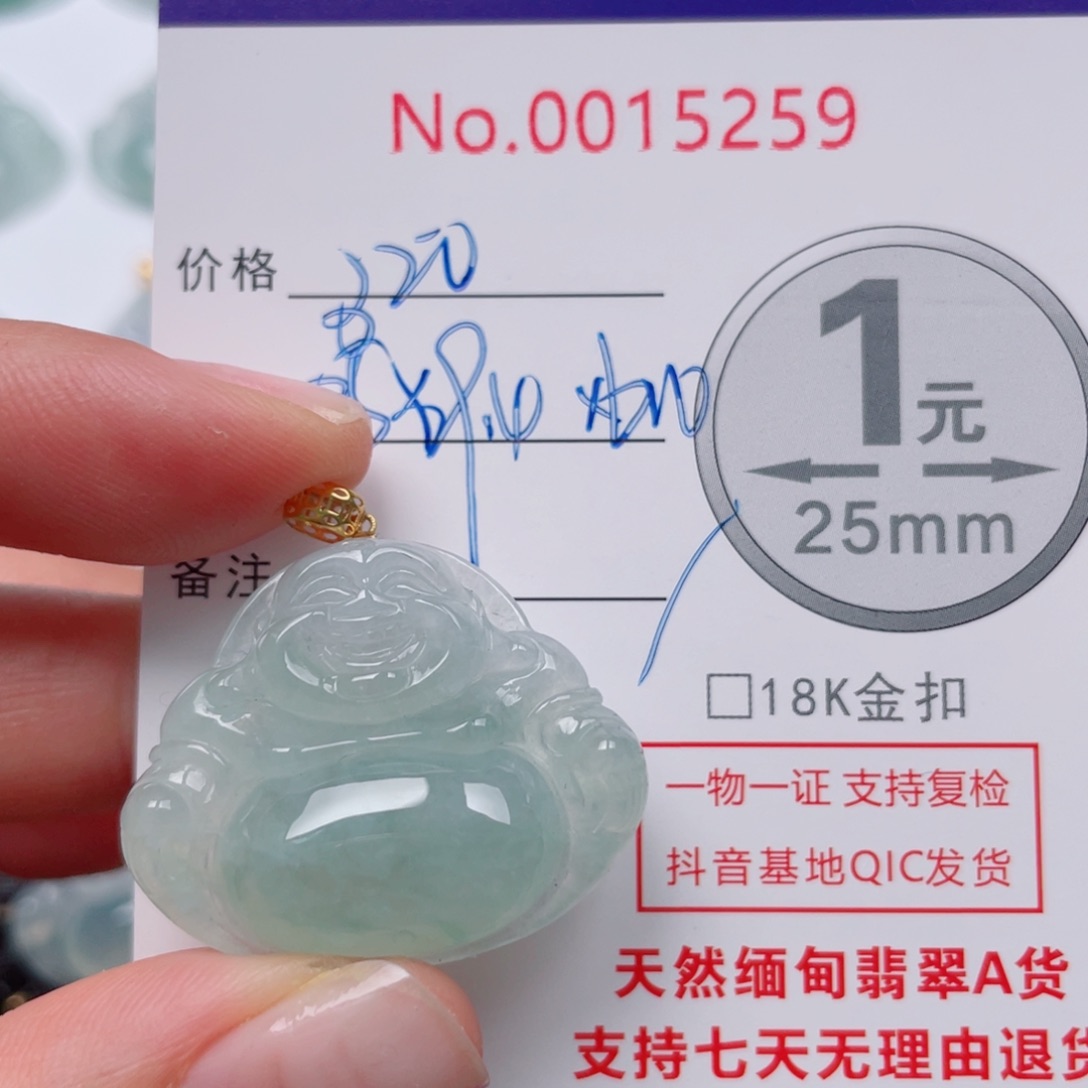 No.0015259
价格 320
备注
1元
25mm
□18K金扣
一物一证 支持复检
抖音基地QIC发货
天然缅甸翡翠A货
支持七天无理由退货